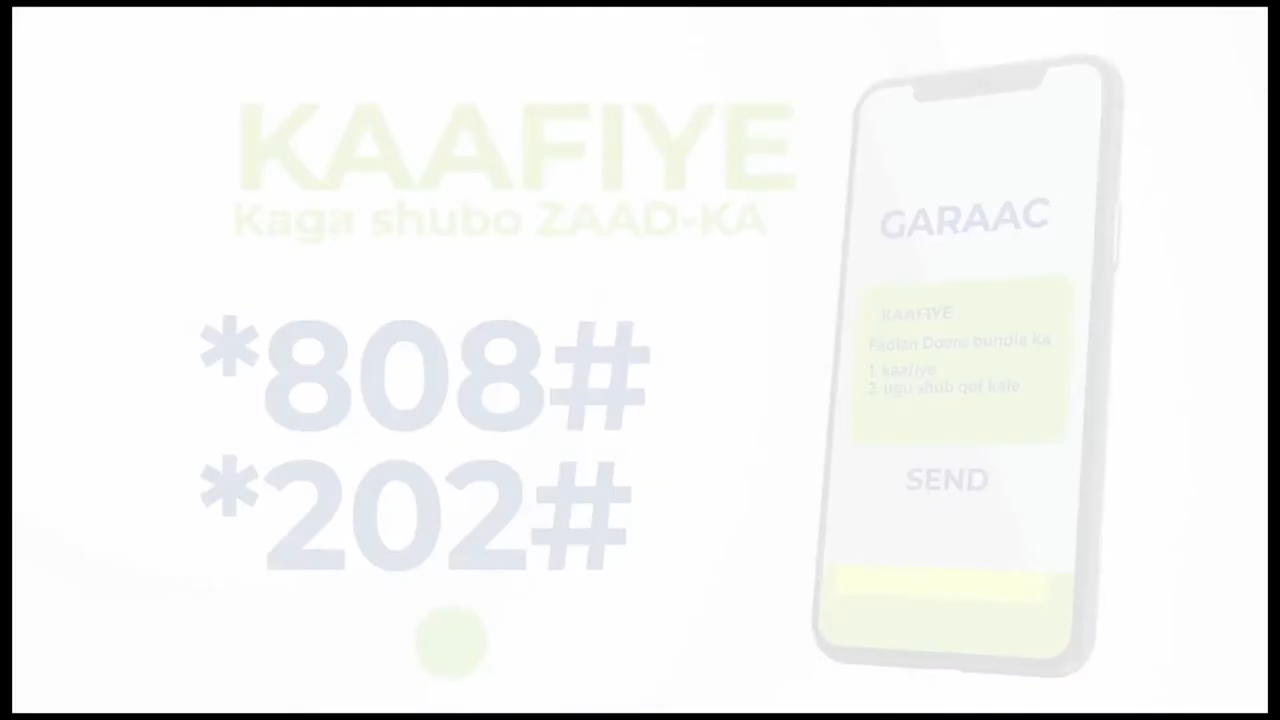 KAAFIYE
Kaga shubo ZAAD-KA
*808#
*202#
GARAAC
KAAFIYE
Fadlan Dooro bundle ka
1. kaafiye
2. ugu shub qof kale
SEND